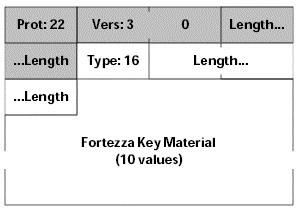 Prot: 22 Vers: 3 0 Length...
...Length Type: 16 Length...
...Length
Fortezza Key Material
(10 values)